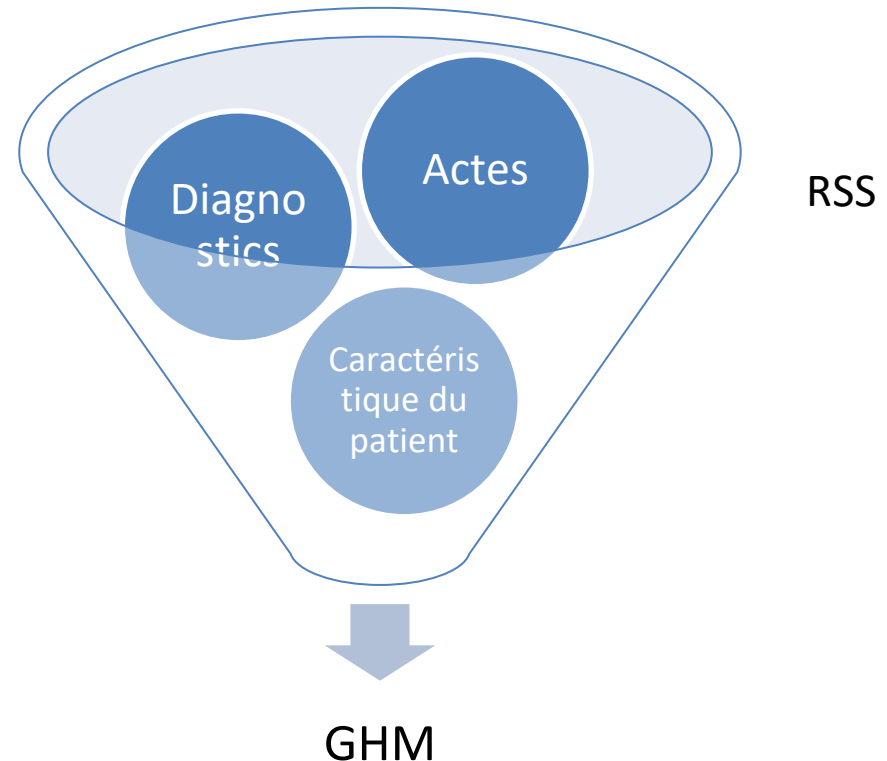 Actes
Diagno
stics
RSS
Caractéris
tique du
patient
GHM